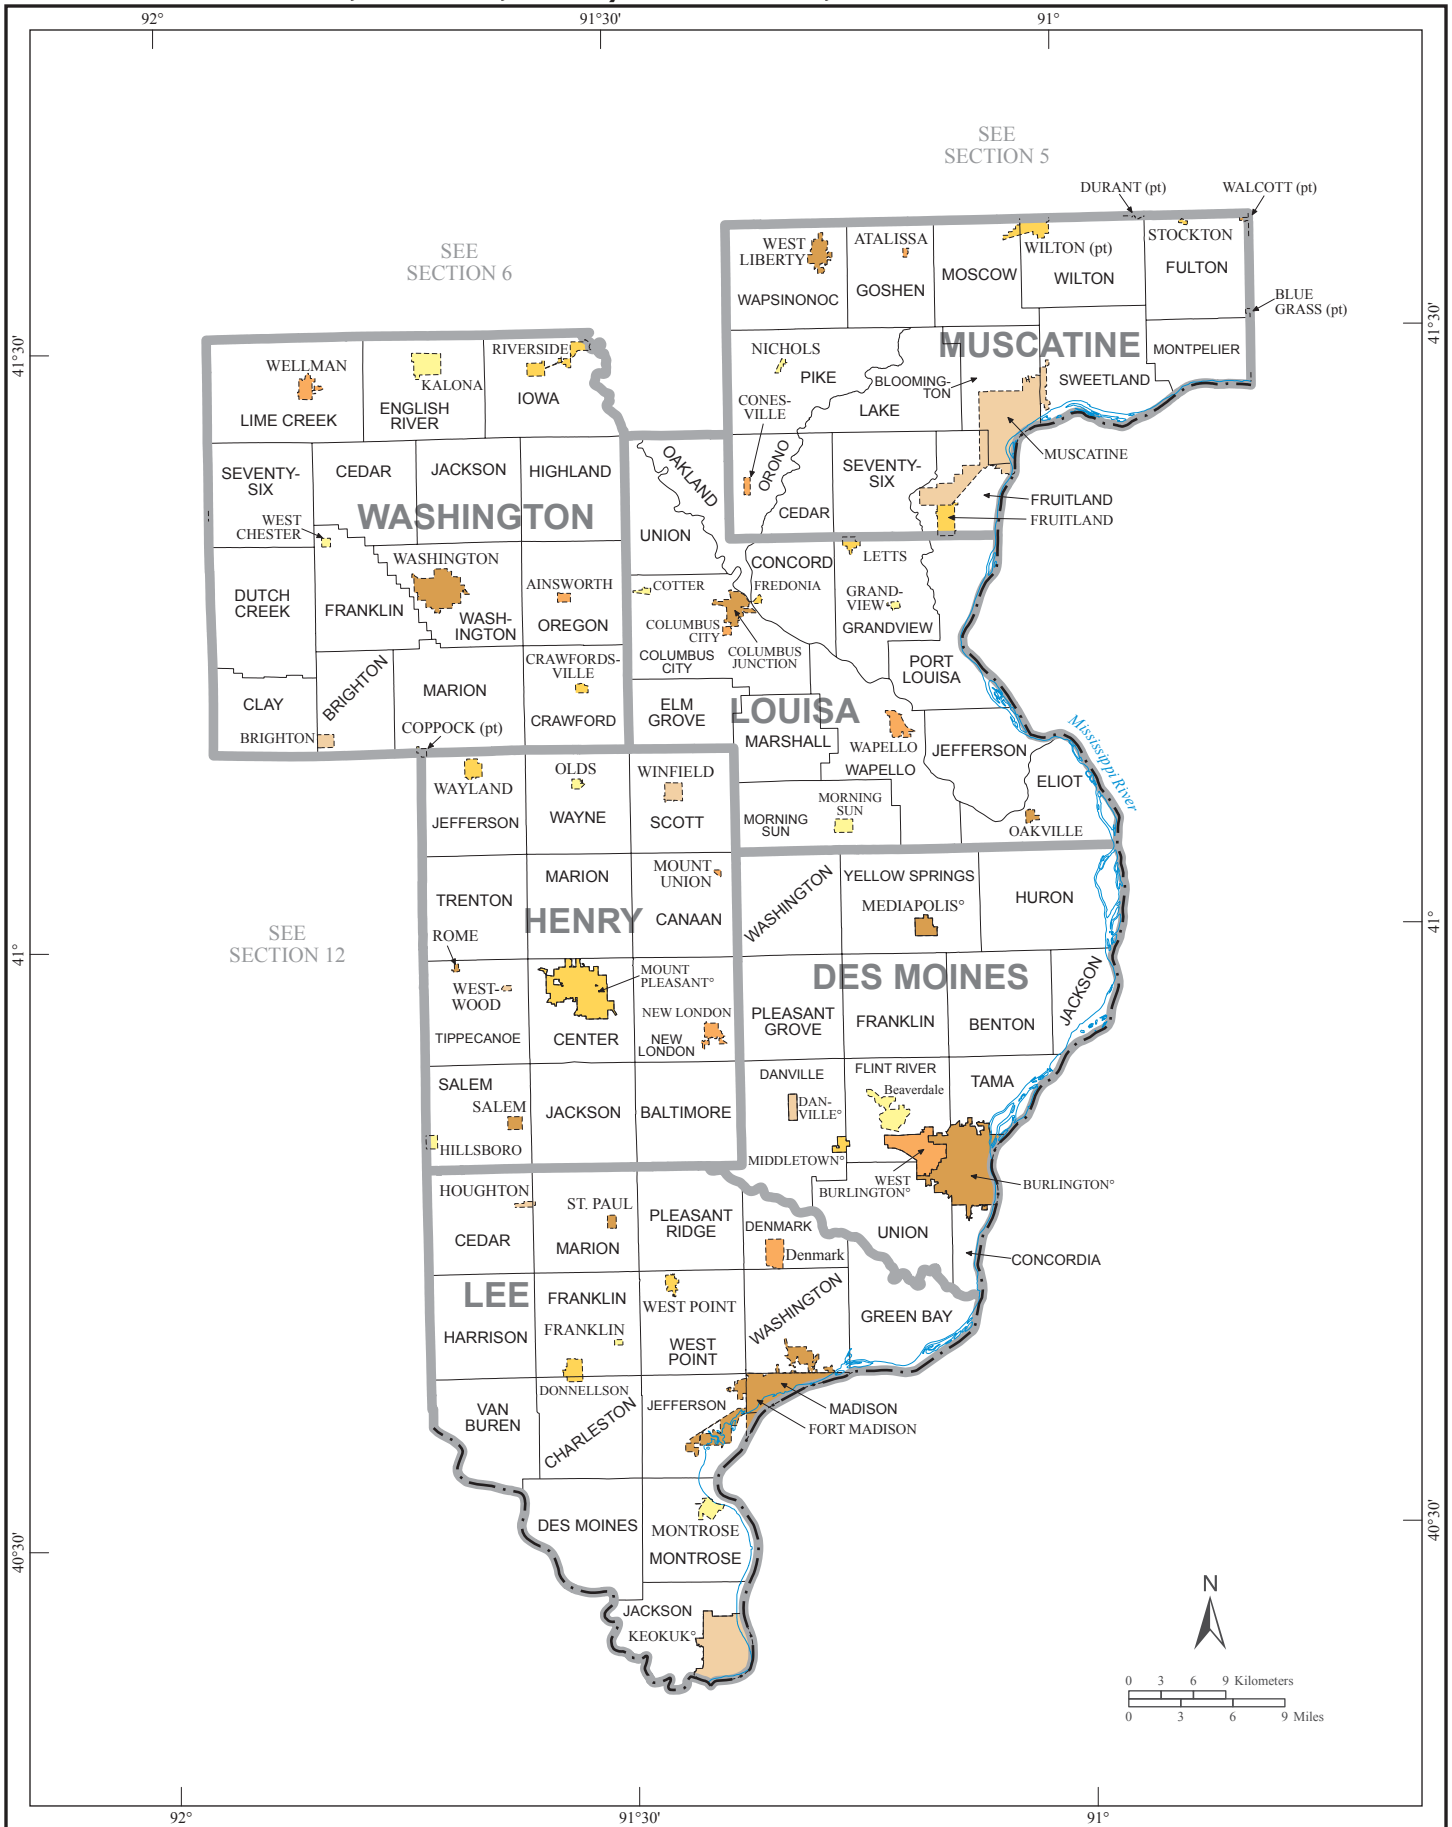 92°
91°30'
91°
SEE
SECTION 5
DURANT (pt)
WALCOTT (pt)
SEE
SECTION 6
WEST
LIBERTY
ATALISSA
WILTON (pt)
STOCKTON
MOSCOW
WILTON
FULTON
WAPSINONOC
GOSHEN
BLUE
GRASS (pt)
41°30'
41°30'
MUSCATINE
NICHOLS
PIKE
BLOOMING-
TON
SWEETLAND
MONTPELIER
CONES-
VILLE
LAKE
WELLMAN
KALONA
RIVERSIDE
LIME CREEK
ENGLISH
RIVER
IOWA
ORONO
SEVENTY-
SIX
MUSCATINE
FRUITLAND
FRUITLAND
CEDAR
SEVENTY-
SIX
CEDAR
JACKSON
HIGHLAND
OAKLAND
WASHINGTON
WEST
CHESTER
UNION
WASHINGTON
CONCORD
LETTS
DUTCH
CREEK
FRANKLIN
WASH-
INGTON
AINSWORTH
OREGON
COTTER
FREDONIA
GRAND-
VIEW
GRANDVIEW
COLUMBUS
CITY
COLUMBUS
JUNCTION
COLUMBUS
CITY
CRAWFORDS-
VILLE
PORT
LOUISA
CLAY
BRIGHTON
MARION
CRAWFORD
ELM
GROVE
LOUISA
BRIGHTON
COPPOCK (pt)
MARSHALL
WAPELLO
WAPELLO
JEFFERSON
Mississippi River
ELIOT
WAYLAND
OLDS
WINFIELD
JEFFERSON
WAYNE
SCOTT
MORNING
SUN
MORNING
SUN
OAKVILLE
MARION
MOUNT
UNION
TRENTON
HENRY
CANAAN
WASHINGTON
YELLOW SPRINGS
MEDIAPOLIS°
HURON
SEE
SECTION 12
41°
41°
ROME
WEST-
WOOD
MOUNT
PLEASANT°
NEW LONDON
TIPPECANOE
CENTER
NEW
LONDON
DES MOINES
PLEASANT
GROVE
FRANKLIN
BENTON
JACKSON
SALEM
SALEM
JACKSON
BALTIMORE
HILLSBORO
DANVILLE
DAN-
VILLE°
FLINT RIVER
Beaverdale
TAMA
MIDDLETOWN°
WEST
BURLINGTON°
BURLINGTON°
HOUGHTON
ST. PAUL
PLEASANT
RIDGE
CEDAR
MARION
DENMARK
Denmark
UNION
CONCORDIA
LEE
FRANKLIN
WEST POINT
WASHINGTON
GREEN BAY
HARRISON
FRANKLIN
WEST
POINT
DONNELLSON
JEFFERSON
MADISON
FORT MADISON
VAN
BUREN
CHARLESTON
DES MOINES
MONTROSE
MONTROSE
40°30'
40°30'
JACKSON
KEOKUK°
N
0 3 6 9 Kilometers
0 3 6 9 Miles
92°
91°30'
91°